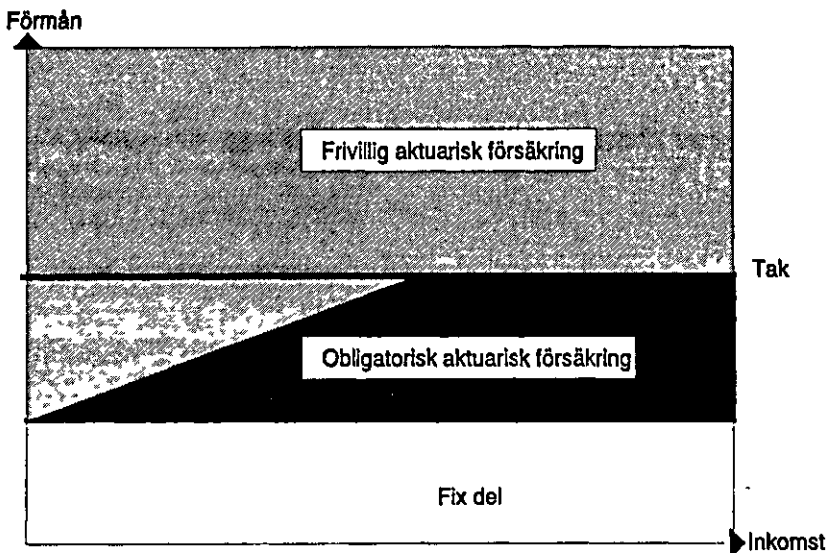 Förmån
Frivillig aktuarisk försäkring
Tak
Obligatorisk aktuarisk försäkring
Fix del
Inkomst